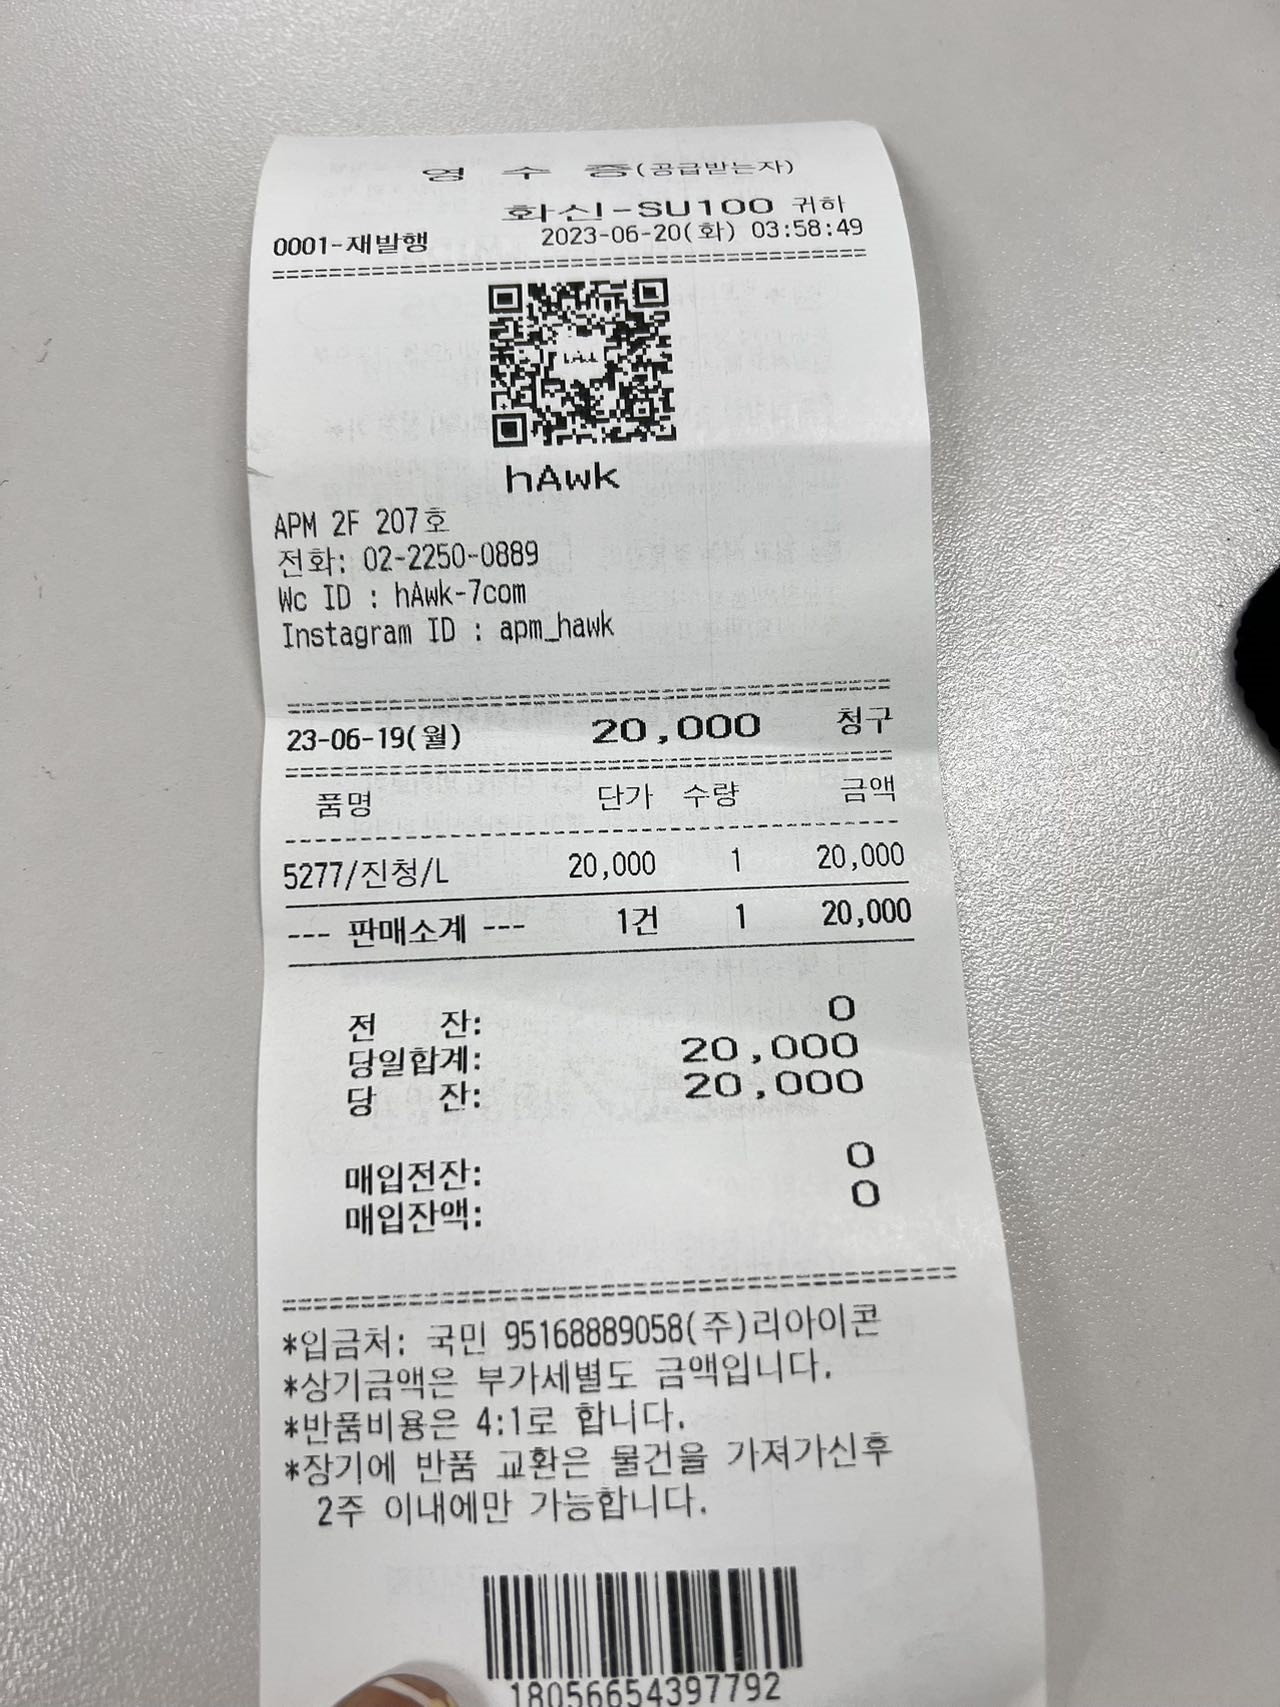 영 수 증(공급받는자)
화신-SU100 귀하
0001-재발행 2023-06-20(화) 03:58:49
hAwk
APM 2F 207호
전화: 02-2250-0889
Wc ID : hAwk-7com
Instagram ID : apm_hawk
23-06-19(월) 20,000 청구
품명 단가 수량 금액
5277/진청/L 20,000 1 20,000
--- 판매소계 --- 1건 1 20,000
전 잔: 0
당일합계: 20,000
당 잔: 20,000
매입전잔: 0
매입잔액: 0
*입금처: 국민 95168889058(주)리아이콘
*상기금액은 부가세별도 금액입니다.
*반품비용은 4:1로 합니다.
*장기에 반품 교환은 물건을 가져가신후
2주 이내에만 가능합니다.
18056654397792